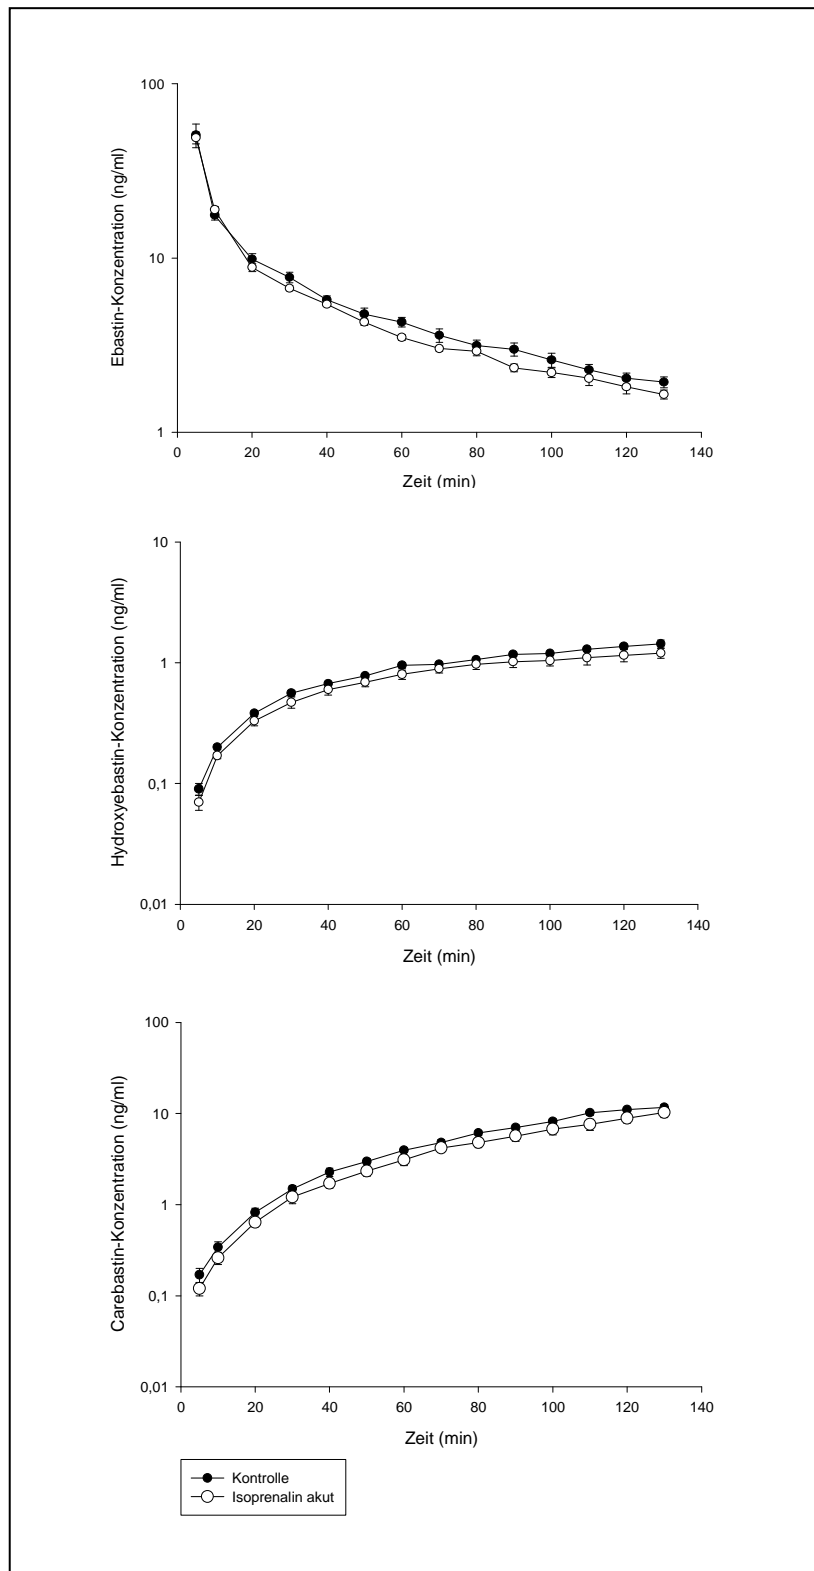 Ebastin-Konzentration (ng/ml)
100
10
1
0 20 40 60 80 100 120 140
Zeit (min)
Hydroxyebastin-Konzentration (ng/ml)
10
1
0,1
0,01
0 20 40 60 80 100 120 140
Zeit (min)
Carebastin-Konzentration (ng/ml)
100
10
1
0,1
0,01
0 20 40 60 80 100 120 140
Zeit (min)
Kontrolle
Isoprenalin akut